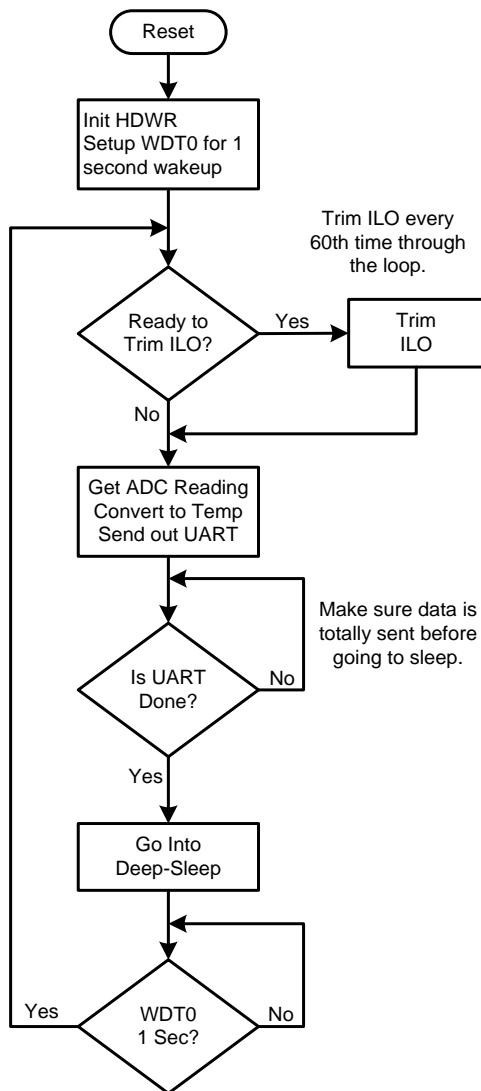 Reset
Init HDWR
Setup WDT0 for 1
second wakeup
Trim ILO every
60th time through
the loop.
Ready to
Trim ILO?
Yes
Trim
ILO
No
Get ADC Reading
Convert to Temp
Send out UART
Make sure data is
totally sent before
going to sleep.
Is UART
Done?
No
Yes
Go Into
Deep-Sleep
Yes
WDT0
1 Sec?
No